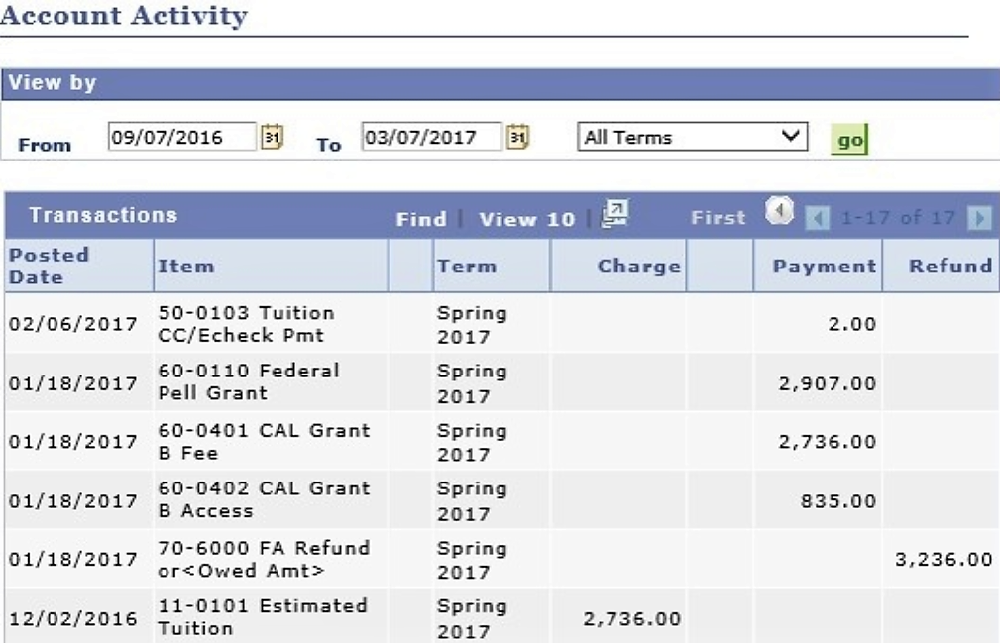 Account Activity
View by
From 09/07/2016 31 To 03/07/2017 31 All Terms go
Transactions Find | View 10 | First 1-17 of 17
Posted Date Item Term Charge Payment Refund
02/06/2017 50-0103 Tuition CC/Echeck Pmt Spring 2017 2.00
01/18/2017 60-0110 Federal Pell Grant Spring 2017 2,907.00
01/18/2017 60-0401 CAL Grant B Fee Spring 2017 2,736.00
01/18/2017 60-0402 CAL Grant B Access Spring 2017 835.00
01/18/2017 70-6000 FA Refund or<Owed Amt> Spring 2017 3,236.00
12/02/2016 11-0101 Estimated Tuition Spring 2017 2,736.00